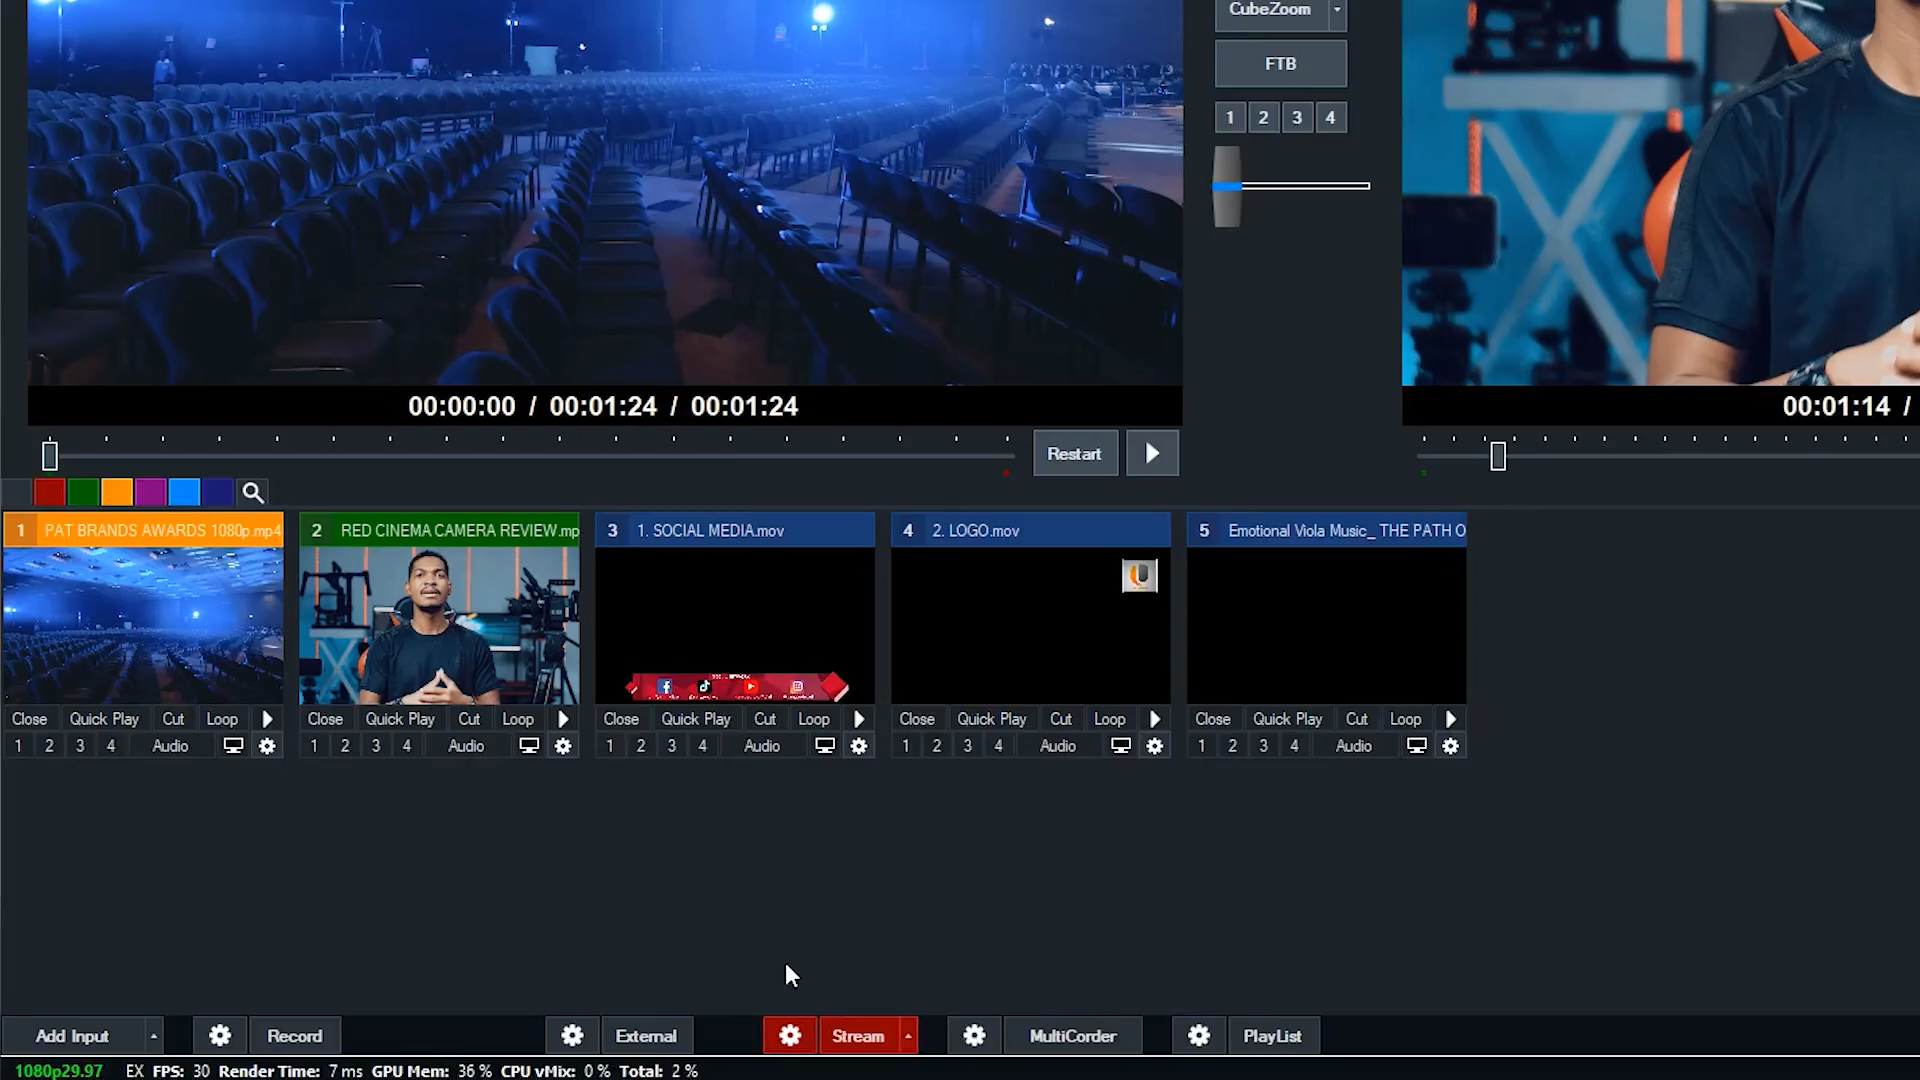 CubeZoom
FTB
1 2 3 4
00:00:00 / 00:01:24 / 00:01:24
00:01:14 /
Restart
1 PAT BRANDS AWARDS 1080p.mp4
2 RED CINEMA CAMERA REVIEW.mp
3 1. SOCIAL MEDIA.mov
4 2. LOGO.mov
5 Emotional Viola Music_ THE PATH O
Close Quick Play Cut Loop
1 2 3 4 Audio
Close Quick Play Cut Loop
1 2 3 4 Audio
Close Quick Play Cut Loop
1 2 3 4 Audio
Close Quick Play Cut Loop
1 2 3 4 Audio
Close Quick Play Cut Loop
1 2 3 4 Audio
Add Input Record External Stream MultiCorder PlayList
1080p29.97 EX FPS: 30 Render Time: 7 ms GPU Mem: 36 % CPU vMix: 0 % Total: 2 %